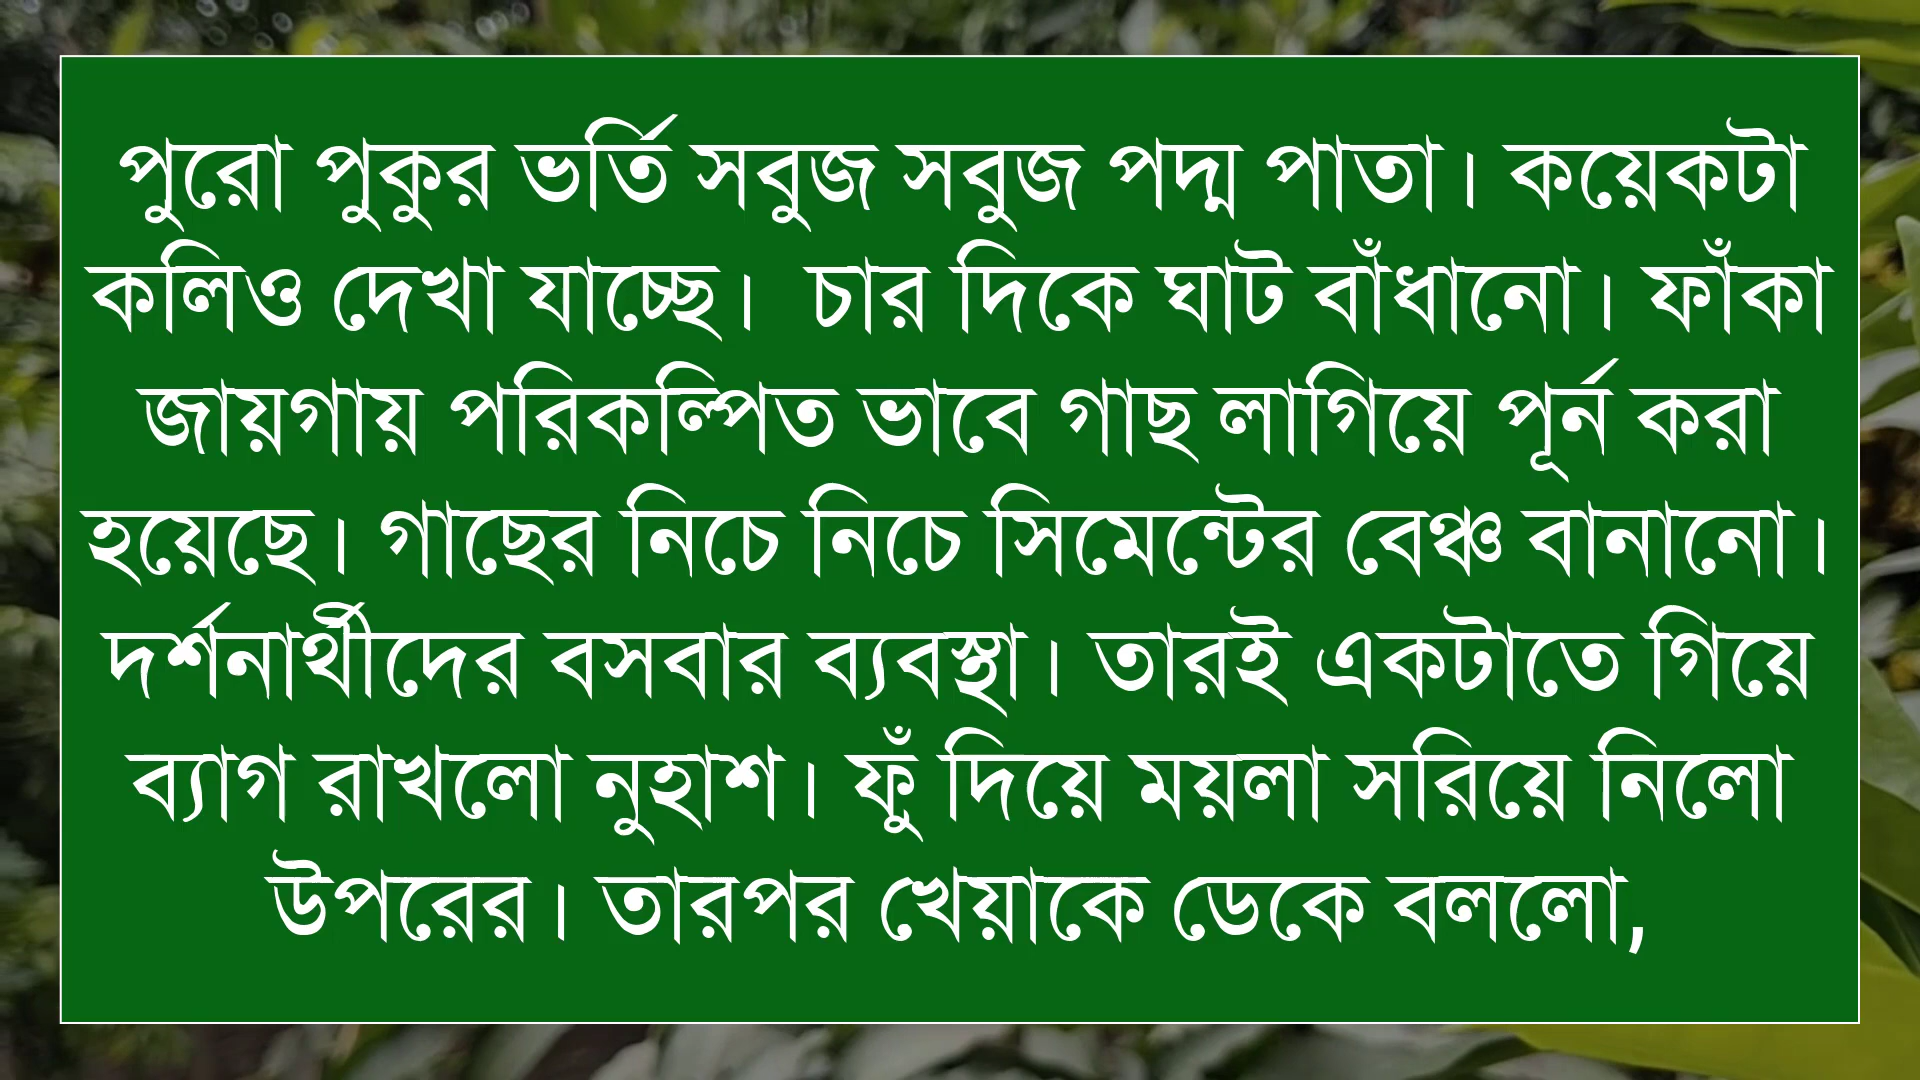 পুরো পুকুর ভর্তি সবুজ সবুজ পদ্ম পাতা। কয়েকটা
কলিও দেখা যাচ্ছে।  চার দিকে ঘাট বাঁধানো। ফাঁকা
জায়গায় পরিকল্পিত ভাবে গাছ লাগিয়ে পূর্ন করা
হয়েছে। গাছের নিচে নিচে সিমেন্টের বেঞ্চ বানানো।
দর্শনার্থীদের বসবার ব্যবস্থা। তারই একটাতে গিয়ে
ব্যাগ রাখলো নুহাশ। ফুঁ দিয়ে ময়লা সরিয়ে নিলো
উপরের। তারপর খেয়াকে ডেকে বললো,